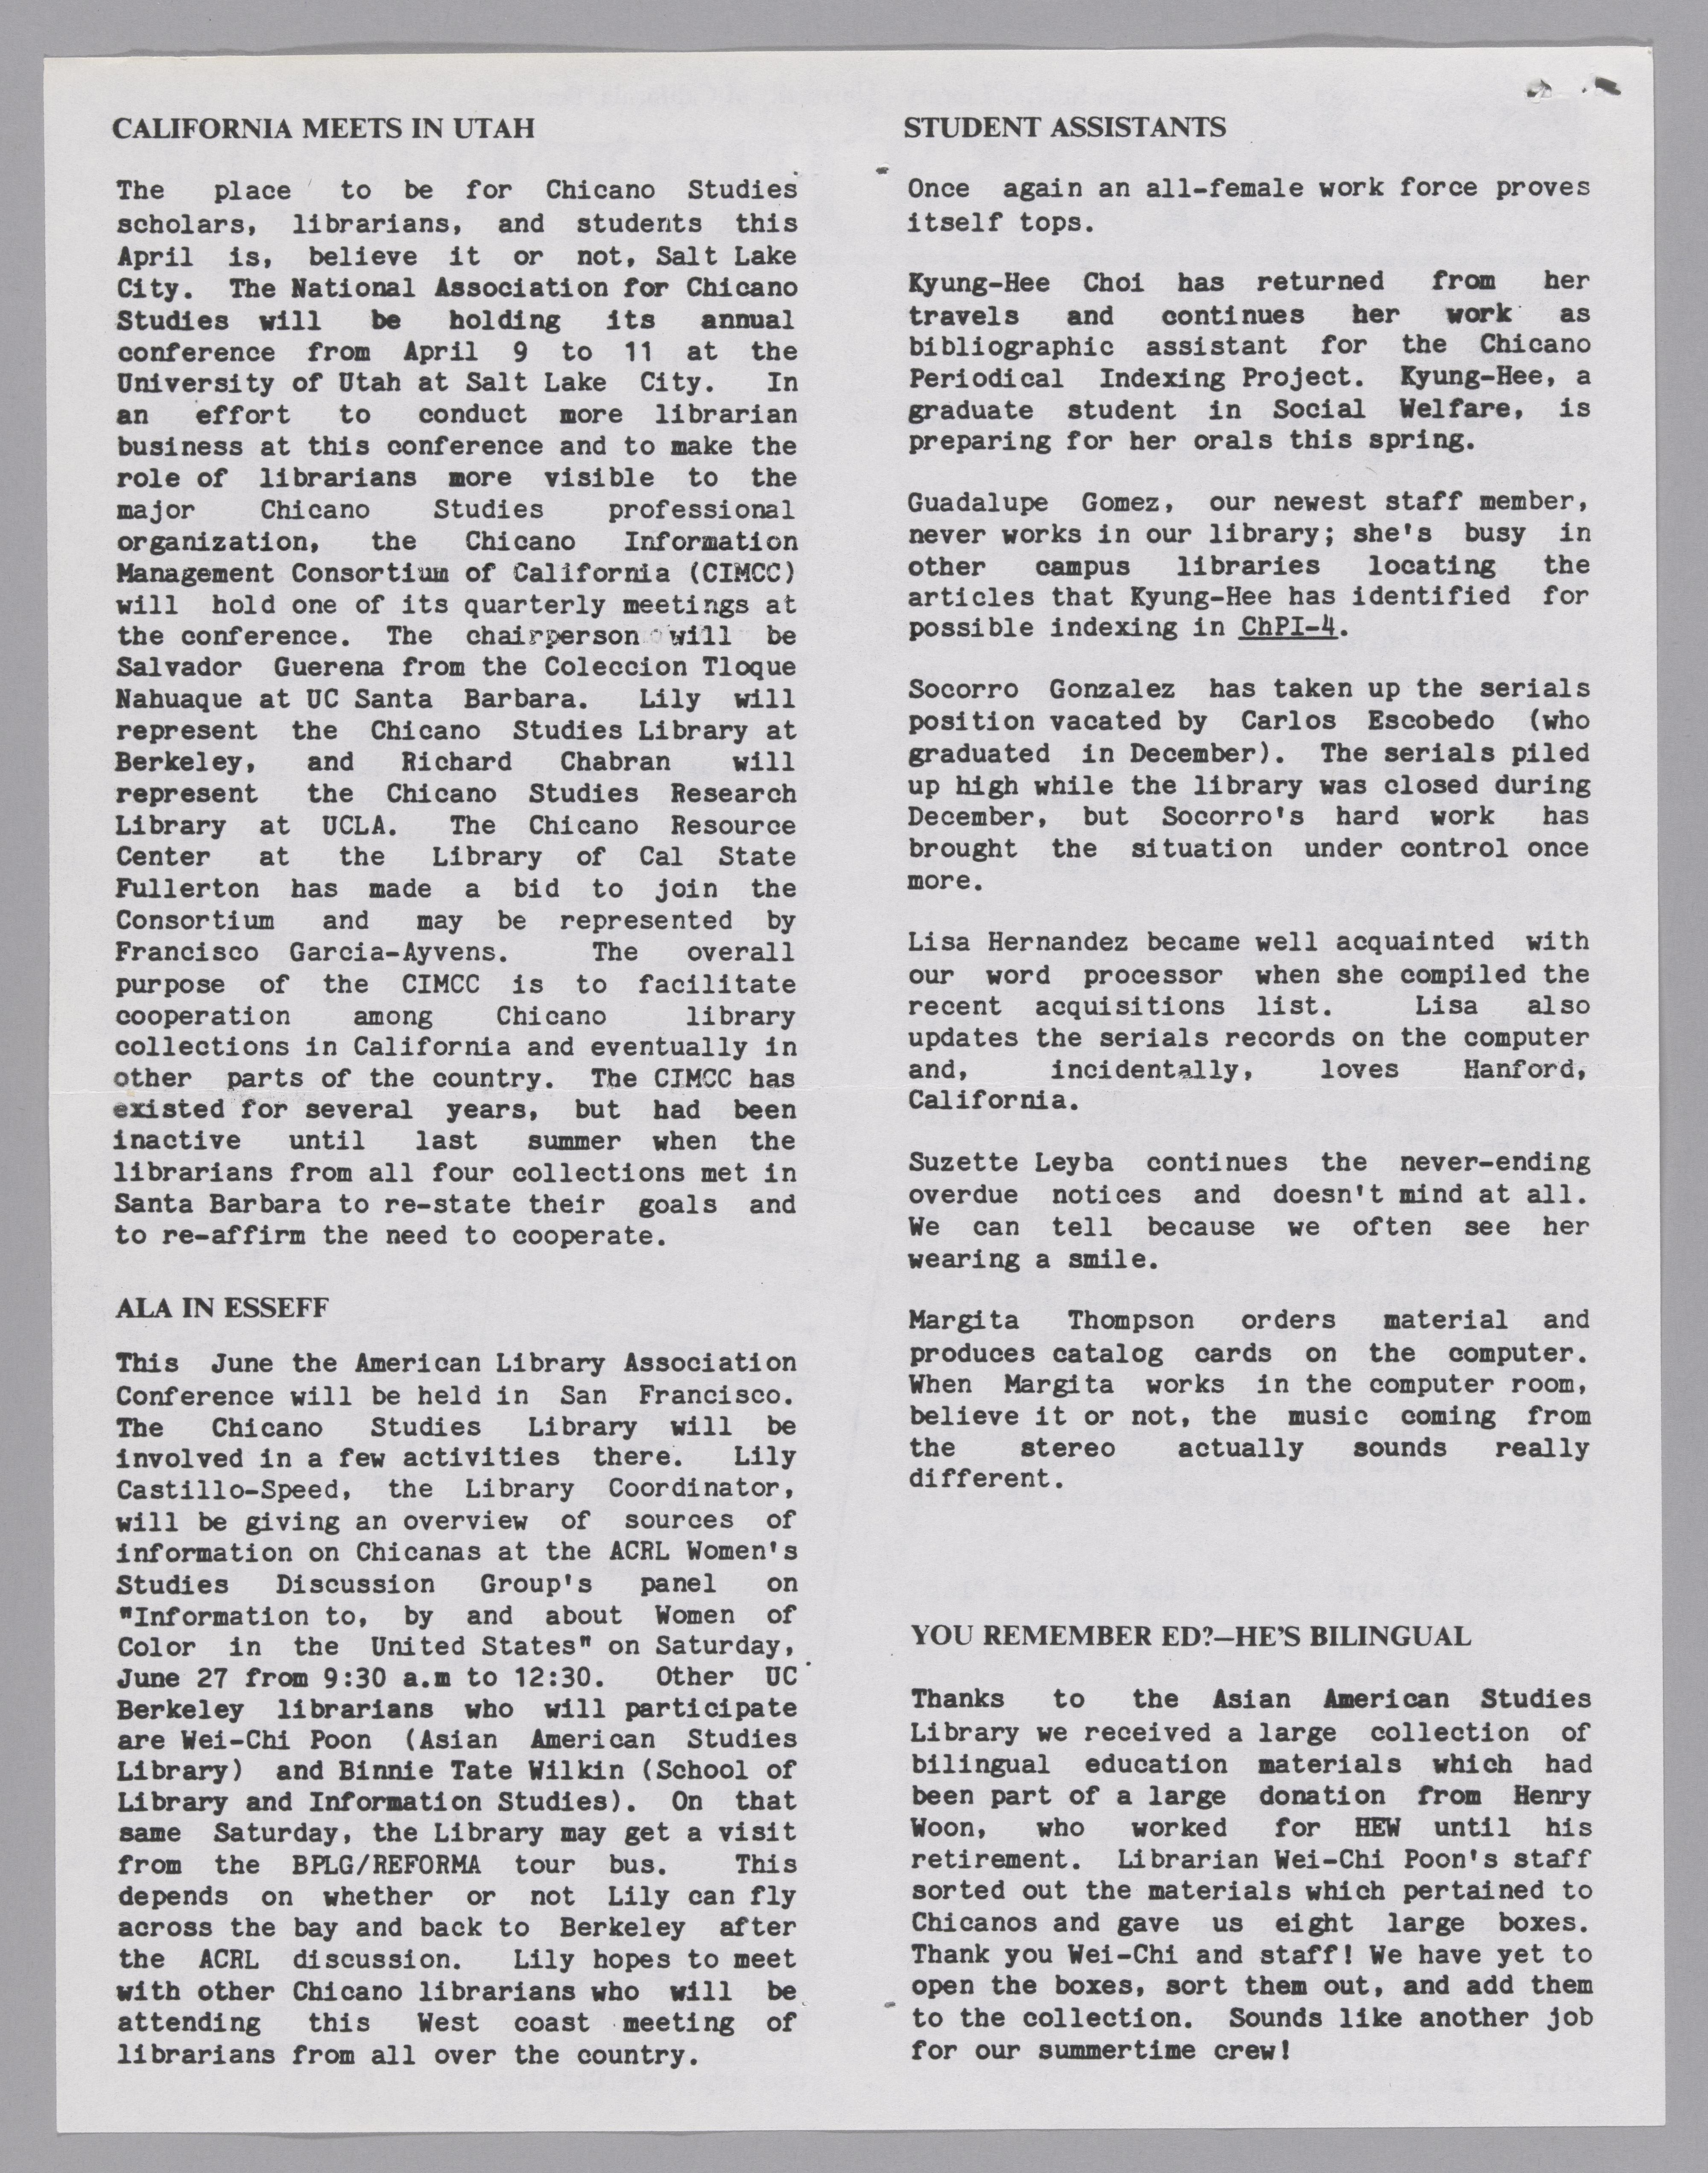 CALIFORNIA MEETS IN UTAH
The place to be for Chicano Studies
scholars, librarians, and students this
April is, believe it or not, Salt Lake
City. The National Association for Chicano
Studies will be holding its annual
conference from April 9 to 11 at the
University of Utah at Salt Lake City. In
an effort to conduct more librarian
business at this conference and to make the
role of librarians more visible to the
major Chicano Studies professional
organization, the Chicano Information
Management Consortium of California (CIMCC)
will hold one of its quarterly meetings at
the conference. The chairperson will be
Salvador Guerena from the Coleccion Tloque
Nahuaque at UC Santa Barbara. Lily will
represent the Chicano Studies Library at
Berkeley, and Richard Chabran will
represent the Chicano Studies Research
Library at UCLA. The Chicano Resource
Center at the Library of Cal State
Fullerton has made a bid to join the
Consortium and may be represented by
Francisco Garcia-Ayvens. The overall
purpose of the CIMCC is to facilitate
cooperation among Chicano library
collections in California and eventually in
other parts of the country. The CIMCC has
existed for several years, but had been
inactive until last summer when the
librarians from all four collections met in
Santa Barbara to re-state their goals and
to re-affirm the need to cooperate.
ALA IN ESSEFF
This June the American Library Association
Conference will be held in San Francisco.
The Chicano Studies Library will be
involved in a few activities there. Lily
Castillo-Speed, the Library Coordinator,
will be giving an overview of sources of
information on Chicanas at the ACRL Women's
Studies Discussion Group's panel on
"Information to, by and about Women of
Color in the United States" on Saturday,
June 27 from 9:30 a.m to 12:30. Other UC
Berkeley librarians who will participate
are Wei-Chi Poon (Asian American Studies
Library) and Binnie Tate Wilkin (School of
Library and Information Studies). On that
same Saturday, the Library may get a visit
from the BPLG/REFORMA tour bus. This
depends on whether or not Lily can fly
across the bay and back to Berkeley after
the ACRL discussion. Lily hopes to meet
with other Chicano librarians who will be
attending this West coast meeting of
librarians from all over the country.
STUDENT ASSISTANTS
Once again an all-female work force proves
itself tops.
Kyung-Hee Choi has returned from her
travels and continues her work as
bibliographic assistant for the Chicano
Periodical Indexing Project. Kyung-Hee, a
graduate student in Social Welfare, is
preparing for her orals this spring.
Guadalupe Gomez, our newest staff member,
never works in our library; she's busy in
other campus libraries locating the
articles that Kyung-Hee has identified for
possible indexing in ChPI-4.
Socorro Gonzalez has taken up the serials
position vacated by Carlos Escobedo (who
graduated in December). The serials piled
up high while the library was closed during
December, but Socorro's hard work has
brought the situation under control once
more.
Lisa Hernandez became well acquainted with
our word processor when she compiled the
recent acquisitions list. Lisa also
updates the serials records on the computer
and, incidentally, loves Hanford,
California.
Suzette Leyba continues the never-ending
overdue notices and doesn't mind at all.
We can tell because we often see her
wearing a smile.
Margita Thompson orders material and
produces catalog cards on the computer.
When Margita works in the computer room,
believe it or not, the music coming from
the stereo actually sounds really
different.
YOU REMEMBER ED?—HE'S BILINGUAL
Thanks to the Asian American Studies
Library we received a large collection of
bilingual education materials which had
been part of a large donation from Henry
Woon, who worked for HEW until his
retirement. Librarian Wei-Chi Poon's staff
sorted out the materials which pertained to
Chicanos and gave us eight large boxes.
Thank you Wei-Chi and staff! We have yet to
open the boxes, sort them out, and add them
to the collection. Sounds like another job
for our summertime crew!